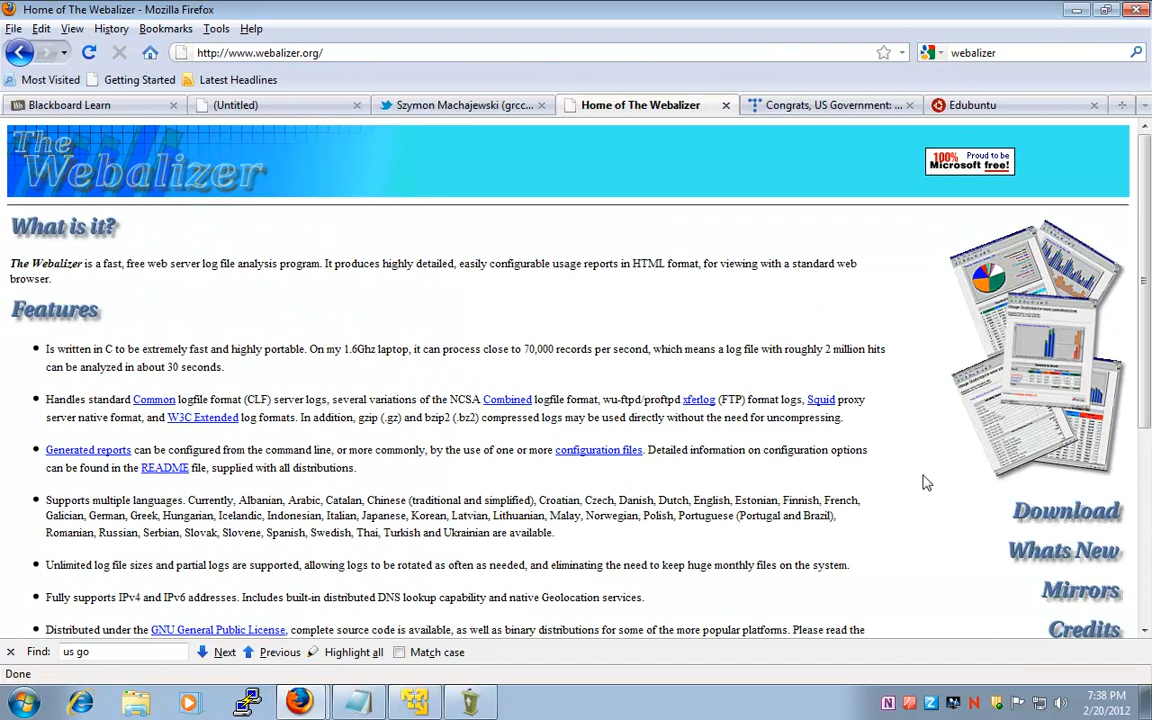 Home of The Webalizer - Mozilla Firefox
File Edit View History Bookmarks Tools Help
http://www.webalizer.org/
webalizer
Most Visited Getting Started Latest Headlines
Blackboard Learn
(Untitled)
Szymon Machajewski (grcc...
Home of The Webalizer
Congrats, US Government: ...
Edubuntu
The
Webalizer
100% Proud to be
Microsoft free!
What is it?
The Webalizer is a fast, free web server log file analysis program. It produces highly detailed, easily configurable usage reports in HTML format, for viewing with a standard web
browser.
Features
Is written in C to be extremely fast and highly portable. On my 1.6Ghz laptop, it can process close to 70,000 records per second, which means a log file with roughly 2 million hits
can be analyzed in about 30 seconds.
Handles standard Common logfile format (CLF) server logs, several variations of the NCSA Combined logfile format, wu-ftpd/proftpd xferlog (FTP) format logs, Squid proxy
server native format, and W3C Extended log formats. In addition, gzip (.gz) and bzip2 (.bz2) compressed logs may be used directly without the need for uncompressing.
Generated reports can be configured from the command line, or more commonly, by the use of one or more configuration files. Detailed information on configuration options
can be found in the README file, supplied with all distributions.
Supports multiple languages. Currently, Albanian, Arabic, Catalan, Chinese (traditional and simplified), Croatian, Czech, Danish, Dutch, English, Estonian, Finnish, French,
Galician, German, Greek, Hungarian, Icelandic, Indonesian, Italian, Japanese, Korean, Latvian, Lithuanian, Malay, Norwegian, Polish, Portuguese (Portugal and Brazil),
Romanian, Russian, Serbian, Slovak, Slovene, Spanish, Swedish, Thai, Turkish and Ukrainian are available.
Unlimited log file sizes and partial logs are supported, allowing logs to be rotated as often as needed, and eliminating the need to keep huge monthly files on the system.
Fully supports IPv4 and IPv6 addresses. Includes built-in distributed DNS lookup capability and native Geolocation services.
Distributed under the GNU General Public License, complete source code is available, as well as binary distributions for some of the more popular platforms. Please read the
Download
Whats New
Mirrors
Credits
Find: us go Next Previous Highlight all Match case
Done
7:38 PM
2/20/2012